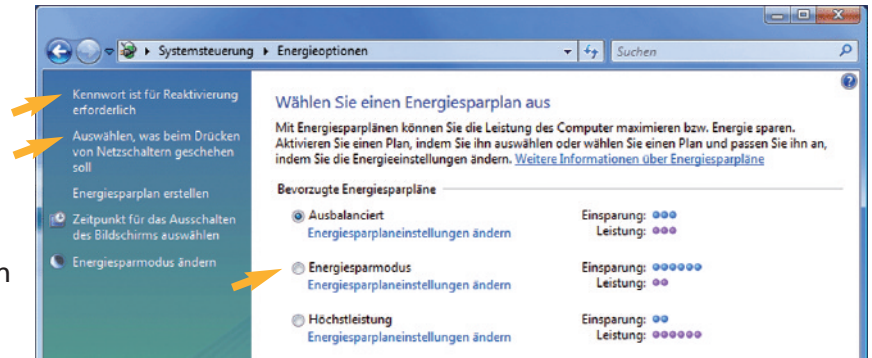 Systemsteuerung ▸ Energieoptionen
Suchen
Kennwort ist für Reaktivierung
erforderlich
Auswählen, was beim Drücken
von Netzschaltern geschehen
soll
Energiesparplan erstellen
Zeitpunkt für das Ausschalten
des Bildschirms auswählen
Energiesparmodus ändern
n
Wählen Sie einen Energiesparplan aus
Mit Energiesparplänen können Sie die Leistung des Computer maximieren bzw. Energie sparen.
Aktivieren Sie einen Plan, indem Sie ihn auswählen oder wählen Sie einen Plan und passen Sie ihn an,
indem Sie die Energieeinstellungen ändern. Weitere Informationen über Energiesparpläne
Bevorzugte Energiesparpläne
Ausbalanciert Einsparung:
Energiesparplaneinstellungen ändern Leistung:
Energiesparmodus Einsparung:
Energiesparplaneinstellungen ändern Leistung:
Höchstleistung Einsparung:
Energiesparplaneinstellungen ändern Leistung: